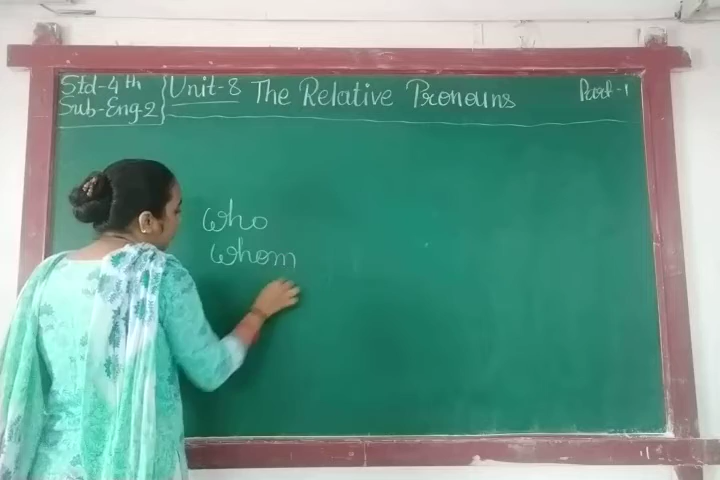 Std-4th
Sub-Eng-2
Unit-8 The Relative Pronouns
Part-1
who
whom